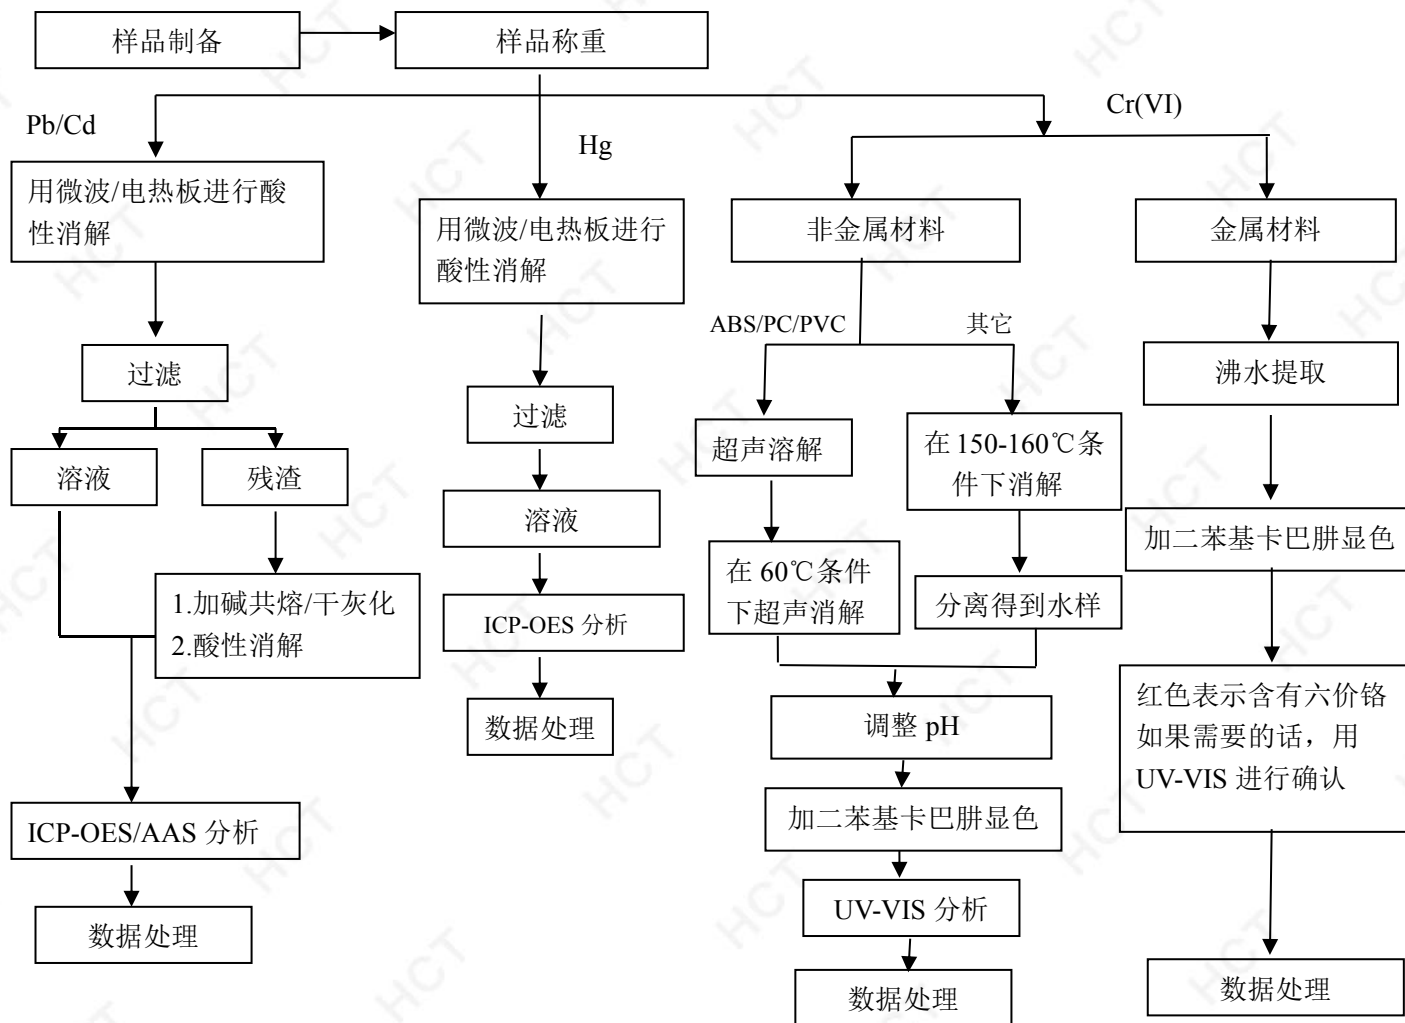 样品制备
样品称重
Pb/Cd
Hg
Cr(VI)
用微波/电热板进行酸
性消解
用微波/电热板进行
酸性消解
非金属材料
金属材料
ABS/PC/PVC
其它
过滤
过滤
沸水提取
溶液
残渣
超声溶解
在150-160℃条
件下消解
溶液
加二苯基卡巴肼显色
1.加碱共熔/干灰化
2.酸性消解
在 60℃条件
下超声消解
分离得到水样
ICP-OES 分析
数据处理
调整 pH
红色表示含有六价铬
如果需要的话，用
UV-VIS 进行确认
ICP-OES/AAS 分析
加二苯基卡巴肼显色
数据处理
UV-VIS 分析
数据处理
数据处理
HCT